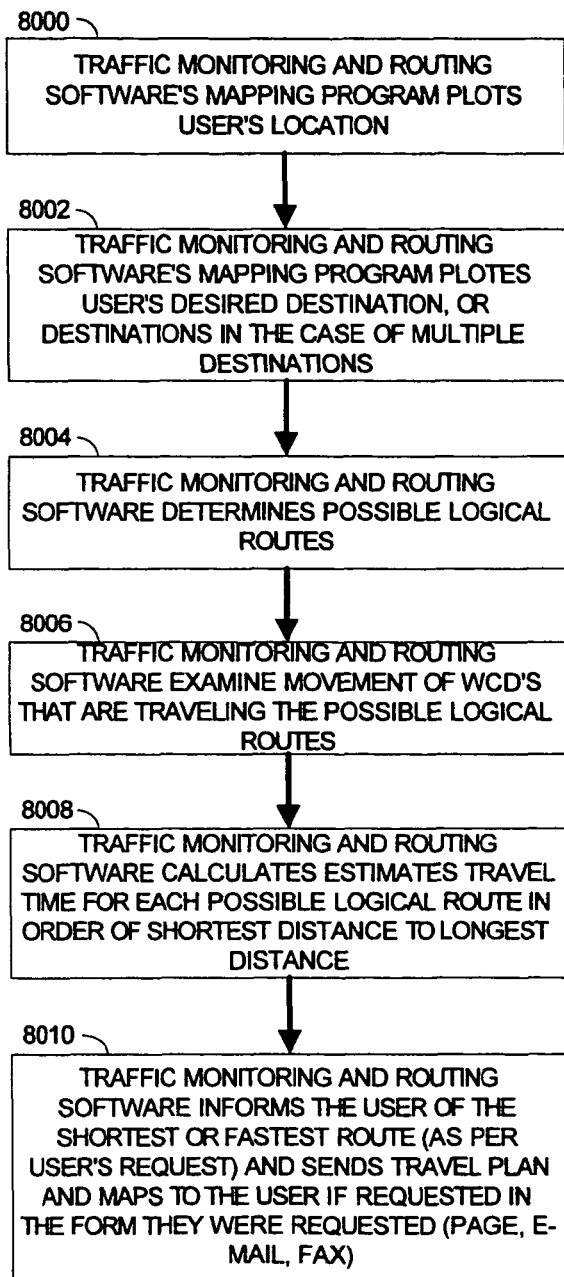 8000
TRAFFIC MONITORING AND ROUTING
SOFTWARE'S MAPPING PROGRAM PLOTS
USER'S LOCATION
8002
TRAFFIC MONITORING AND ROUTING
SOFTWARE'S MAPPING PROGRAM PLOTES
USER'S DESIRED DESTINATION, OR
DESTINATIONS IN THE CASE OF MULTIPLE
DESTINATIONS
8004
TRAFFIC MONITORING AND ROUTING
SOFTWARE DETERMINES POSSIBLE LOGICAL
ROUTES
8006
TRAFFIC MONITORING AND ROUTING
SOFTWARE EXAMINE MOVEMENT OF WCD'S
THAT ARE TRAVELING THE POSSIBLE LOGICAL
ROUTES
8008
TRAFFIC MONITORING AND ROUTING
SOFTWARE CALCULATES ESTIMATES TRAVEL
TIME FOR EACH POSSIBLE LOGICAL ROUTE IN
ORDER OF SHORTEST DISTANCE TO LONGEST
DISTANCE
8010
TRAFFIC MONITORING AND ROUTING
SOFTWARE INFORMS THE USER OF THE
SHORTEST OR FASTEST ROUTE (AS PER
USER'S REQUEST) AND SENDS TRAVEL PLAN
AND MAPS TO THE USER IF REQUESTED IN
THE FORM THEY WERE REQUESTED (PAGE, E-
MAIL, FAX)